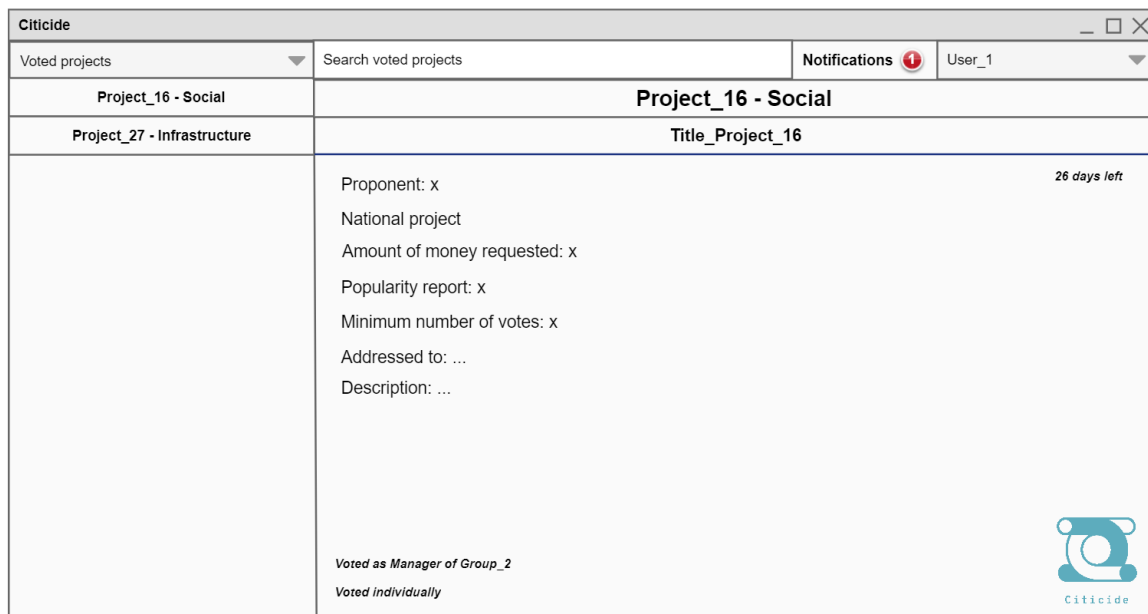 Citicide
Voted projects
Search voted projects
Notifications 1
User_1
Project_16 - Social
Project_27 - Infrastructure
Project_16 - Social
Title_Project_16
26 days left
Proponent: x
National project
Amount of money requested: x
Popularity report: x
Minimum number of votes: x
Addressed to: ...
Description: ...
Voted as Manager of Group_2
Voted individually
Citicide